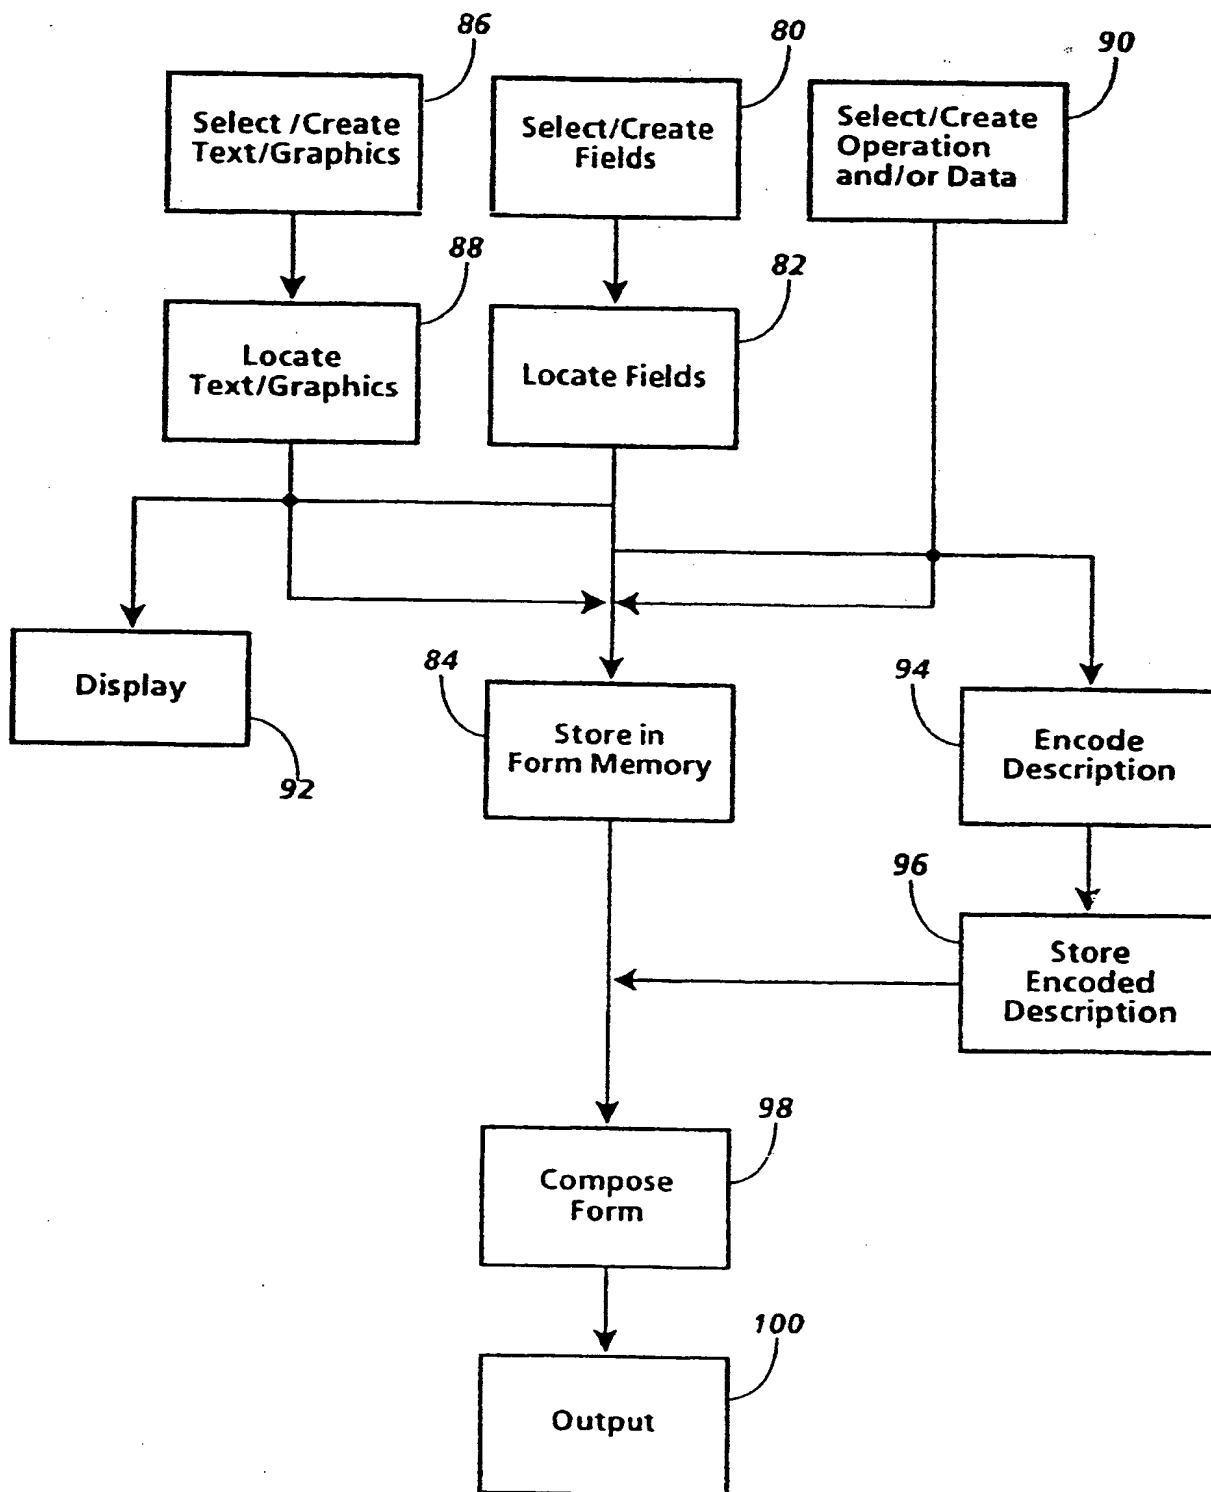 86
80
90
Select /Create
Text/Graphics
Select/Create
Fields
Select/Create
Operation
and/or Data
88
82
Locate
Text/Graphics
Locate Fields
Display
92
84
Store in
Form Memory
94
Encode
Description
96
Store
Encoded
Description
98
Compose
Form
100
Output